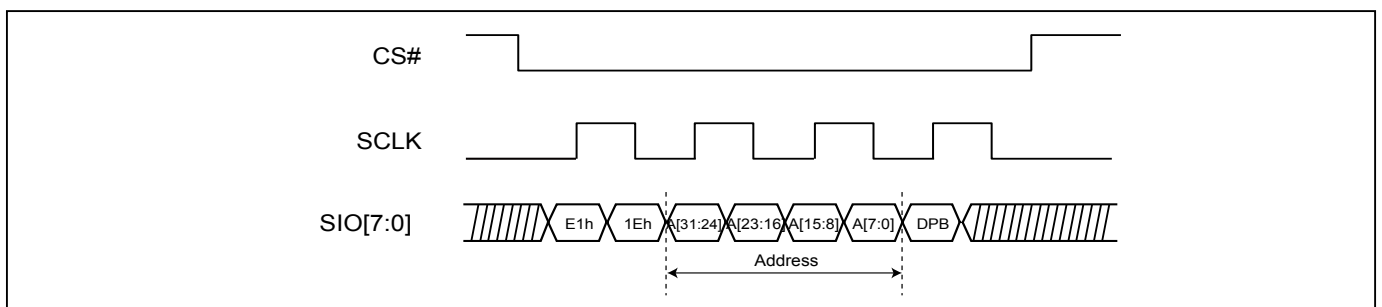 CS#
SCLK
SIO[7:0]
E1h
1Eh
A[31:24]
A[23:16]
A[15:8]
A[7:0]
DPB
Address